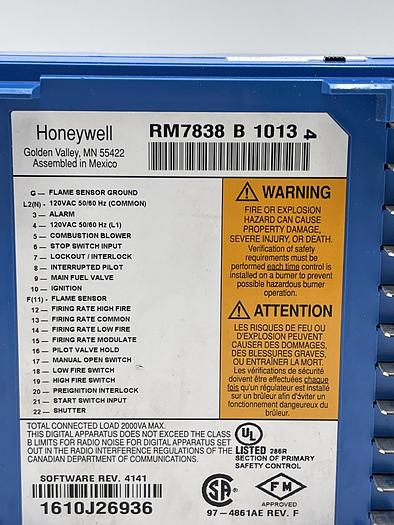 Honeywell
RM7838 B 1013 4
Golden Valley, MN 55422
Assembled in Mexico
G — FLAME SENSOR GROUND
L2(N) - 120VAC 50/60 Hz (COMMON)
3 — ALARM
4 — 120VAC 50/60 Hz (L1)
5 — COMBUSTION BLOWER
6 — STOP SWITCH INPUT
7 — LOCKOUT / INTERLOCK
8 — INTERRUPTED PILOT
9 — MAIN FUEL VALVE
10 — IGNITION
F(11) - FLAME SENSOR
12 — FIRING RATE HIGH FIRE
13 — FIRING RATE COMMON
14 — FIRING RATE LOW FIRE
15 — FIRING RATE MODULATE
16 — PILOT VALVE HOLD
17 — MANUAL OPEN SWITCH
18 — LOW FIRE SWITCH
19 — HIGH FIRE SWITCH
20 — PREIGNITION INTERLOCK
21 — START SWITCH INPUT
22 — SHUTTER
WARNING
FIRE OR EXPLOSION
HAZARD CAN CAUSE
PROPERTY DAMAGE,
SEVERE INJURY, OR DEATH.
Verification of safety
requirements must be
performed each time control is
installed on a burner to prevent
possible hazardous burner
operation.
ATTENTION
LES RISQUES DE FEU OU
D'EXPLOSION PEUVENT
CAUSER DES DOMMAGES,
DES BLESSURES GRAVES,
OU ENTRAÎNER LA MORT.
Les vérifications de sécurité
doivent être effectuées chaque
fois qu'un régulateur est installé
sur un brûleur afin d'éviter un
fonctionnement dangeureux du
brûleur.
TOTAL CONNECTED LOAD 2000VA MAX.
THIS DIGITAL APPARATUS DOES NOT EXCEED THE CLASS
B LIMITS FOR RADIO NOISE FOR DIGITAL APPARATUS SET
OUT IN THE RADIO INTERFERENCE REGULATIONS OF THE
CANADIAN DEPARTMENT OF COMMUNICATIONS.
UL
LISTED 286R
SECTION OF PRIMARY
SAFETY CONTROL
SOFTWARE REV. 4141
1610J26936
SA
FM
APPROVED
97-4861AE REV. F